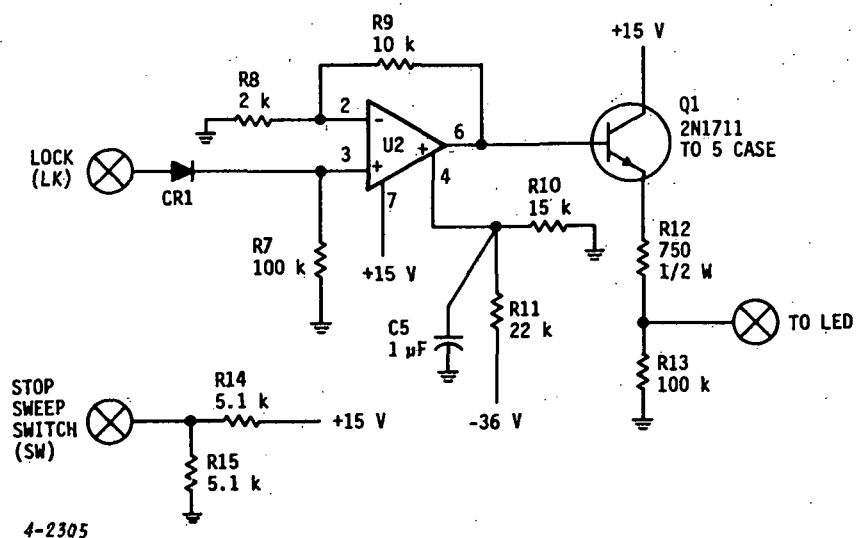 R9
10 k
+15 V
R8
2 k
2
-
6
Q1
2N1711
TO 5 CASE
U2
LOCK
(LK)
3
+
+
4
CR1
7
R10
15 k
R7
100 k
+15 V
R12
750
1/2 W
R11
22 k
C5
1 µF
TO LED
R13
100 k
-36 V
STOP
SWEEP
SWITCH
(SW)
R14
5.1 k
+15 V
R15
5.1 k
4-2305